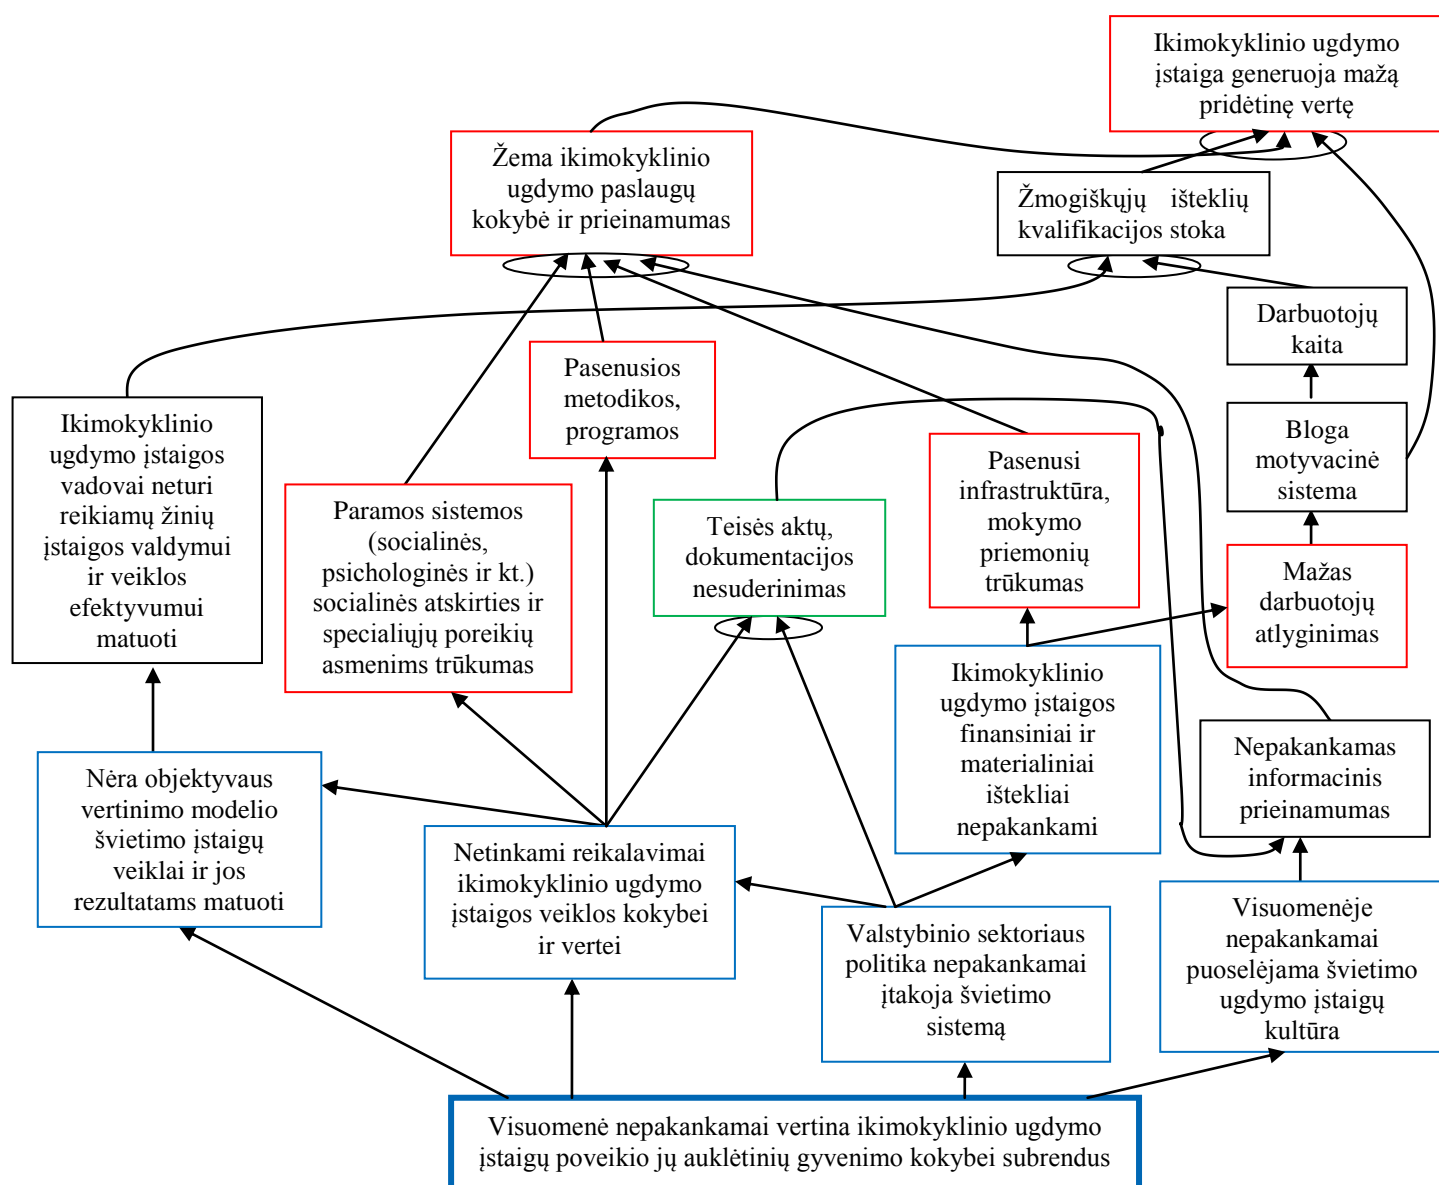 Ikimokyklinio ugdymo
įstaiga generuoja mažą
pridėtinę vertę
Žema ikimokyklinio
ugdymo paslaugų
kokybė ir prieinamumas
Žmogiškųjų išteklių
kvalifikacijos stoka
Darbuotojų
kaita
Pasenusios
metodikos,
programos
Ikimokyklinio
ugdymo įstaigos
vadovai neturi
reikiamų žinių
įstaigos valdymui
ir veiklos
efektyvumui
matuoti
Bloga
motyvacinė
sistema
Pasenusi
infrastruktūra,
mokymo
priemonių
trūkumas
Paramos sistemos
(socialinės,
psichologinės ir kt.)
socialinės atskirties ir
specialiųjų poreikių
asmenims trūkumas
Teisės aktų,
dokumentacijos
nesuderinimas
Mažas
darbuotojų
atlyginimas
Ikimokyklinio
ugdymo įstaigos
finansiniai ir
materialiniai
ištekliai
nepakankami
Nepakankamas
informacinis
prieinamumas
Nėra objektyvaus
vertinimo modelio
švietimo įstaigų
veiklai ir jos
rezultatams matuoti
Netinkami reikalavimai
ikimokyklinio ugdymo
įstaigos veiklos kokybei
ir vertei
Valstybinio sektoriaus
politika nepakankamai
įtakoja švietimo
sistemą
Visuomenėje
nepakankamai
puoselėjama švietimo
ugdymo įstaigų
kultūra
Visuomenė nepakankamai vertina ikimokyklinio ugdymo
įstaigų poveikio jų auklėtinių gyvenimo kokybei subrendus